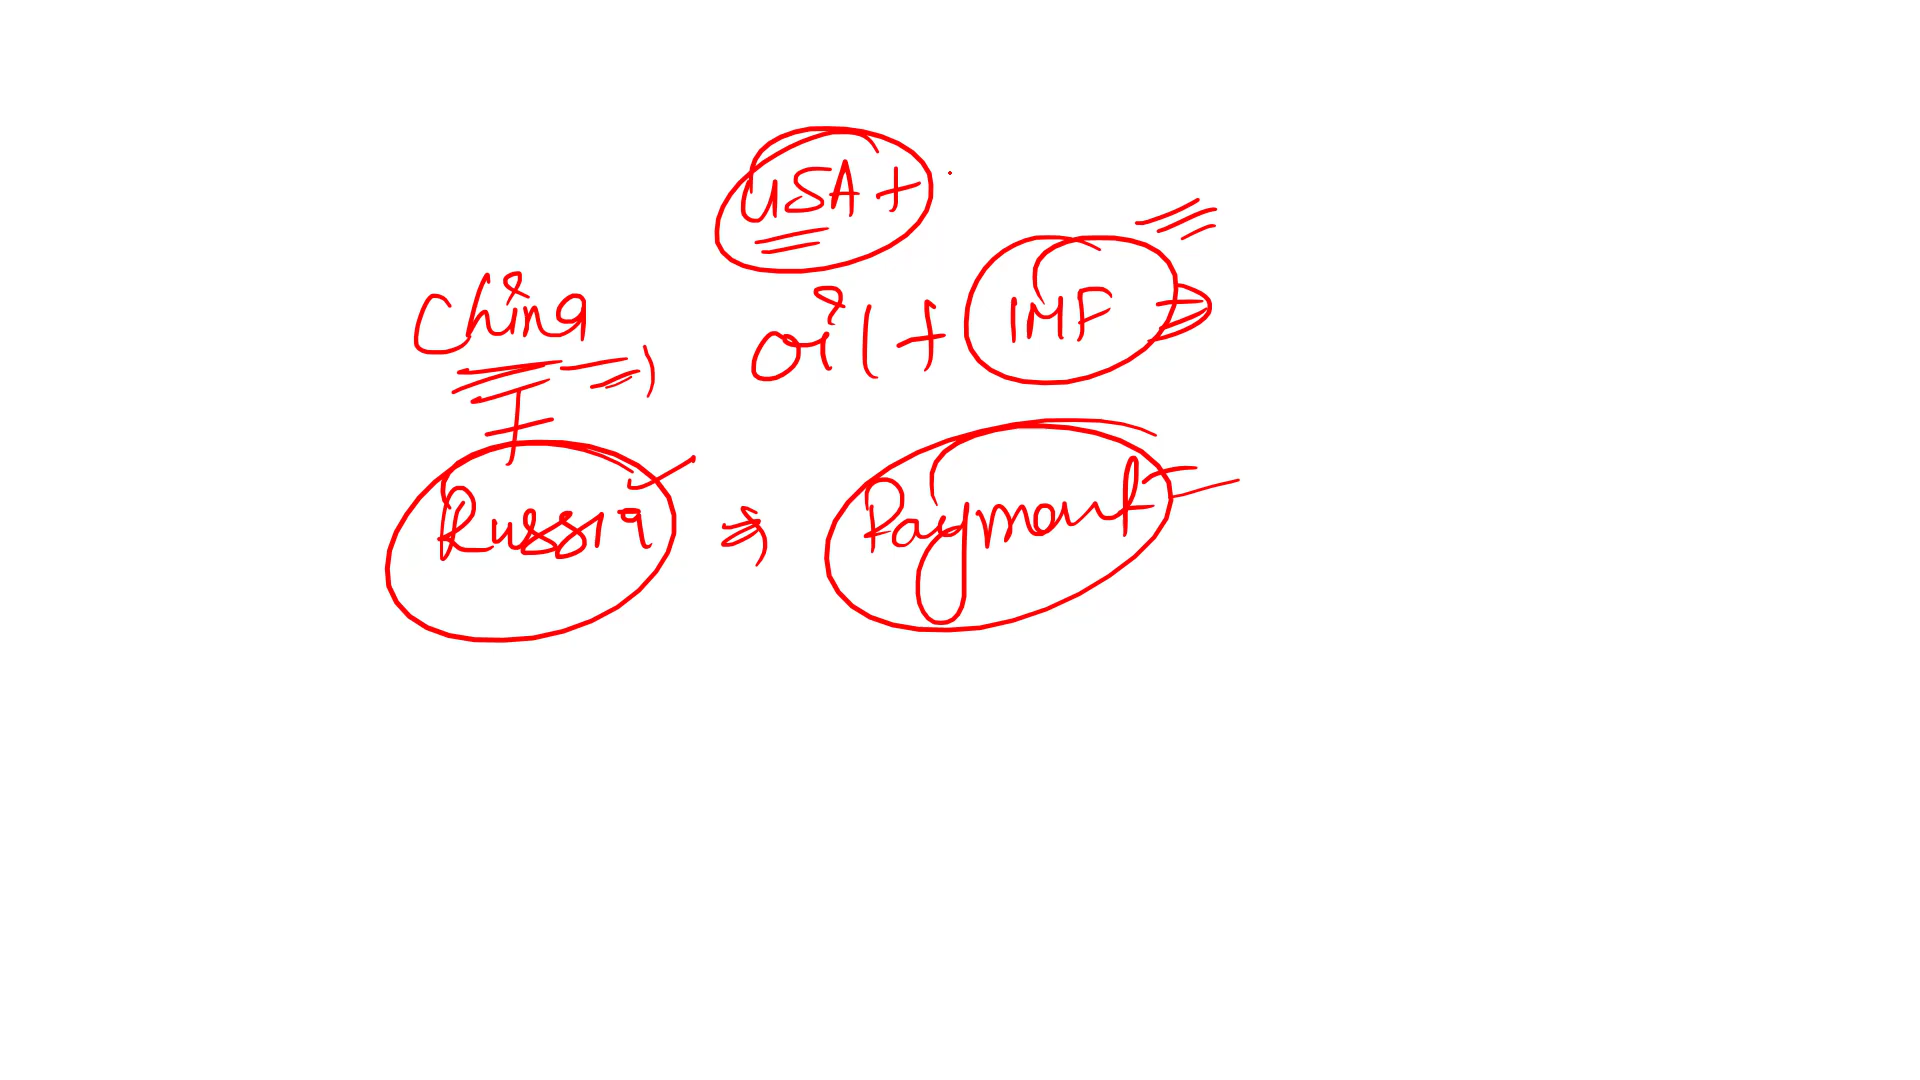 USA +
China oil + IMF
+
Russia ⇒ Payment